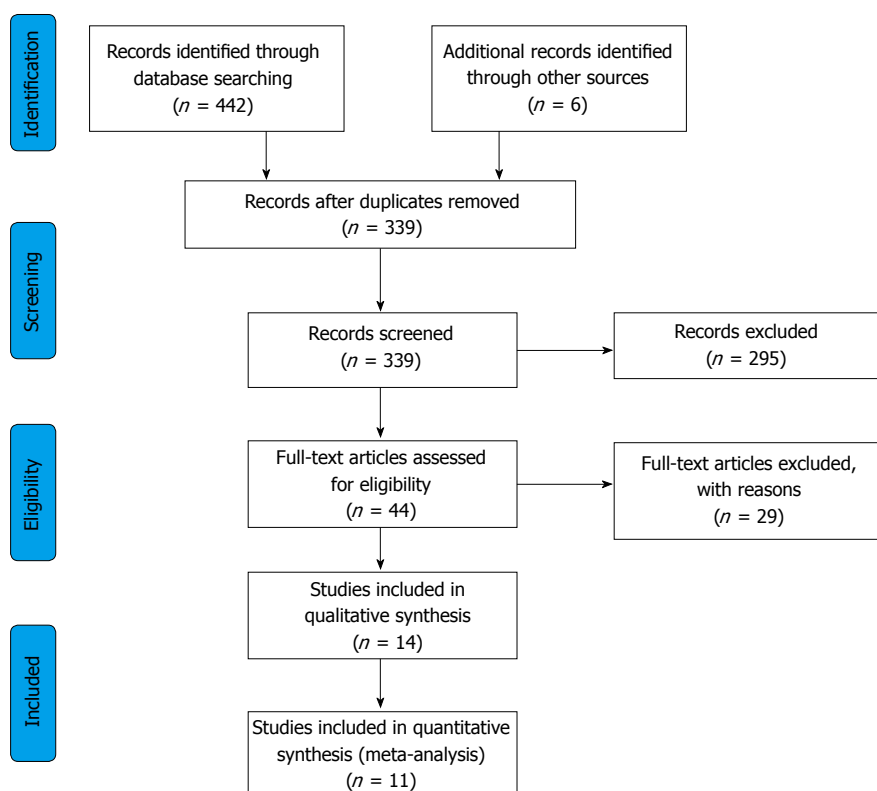 Identification
Records identified through
database searching
(n = 442)
Additional records identified
through other sources
(n = 6)
Records after duplicates removed
(n = 339)
Screening
Records screened
(n = 339)
Records excluded
(n = 295)
Eligibility
Full-text articles assessed
for eligibility
(n = 44)
Full-text articles excluded,
with reasons
(n = 29)
Studies included in
qualitative synthesis
(n = 14)
Included
Studies included in quantitative
synthesis (meta-analysis)
(n = 11)